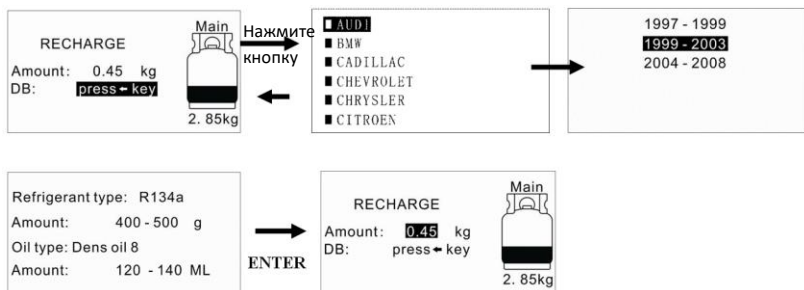 RECHARGE
Amount: 0.45 kg
DB: press ← key
Main
2. 85kg
Нажмите
кнопку
AUDI
BMW
CADILLAC
CHEVROLET
CHRYSLER
CITROEN
1997 - 1999
1999 - 2003
2004 - 2008
Refrigerant type: R134a
Amount: 400 - 500 g
Oil type: Dens oil 8
Amount: 120 - 140 ML
ENTER
RECHARGE
Amount: 0.45 kg
DB: press ← key
Main
2. 85kg